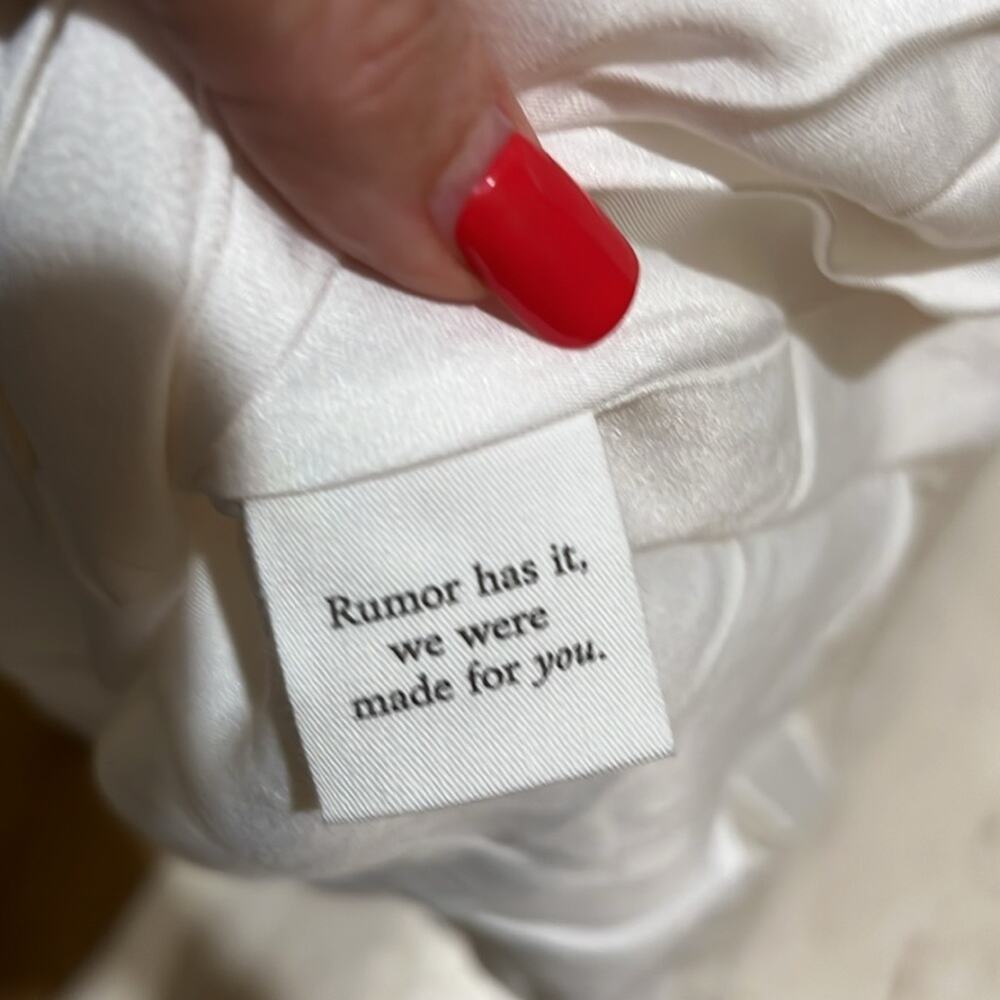 Rumor has it,
we were
made for you.